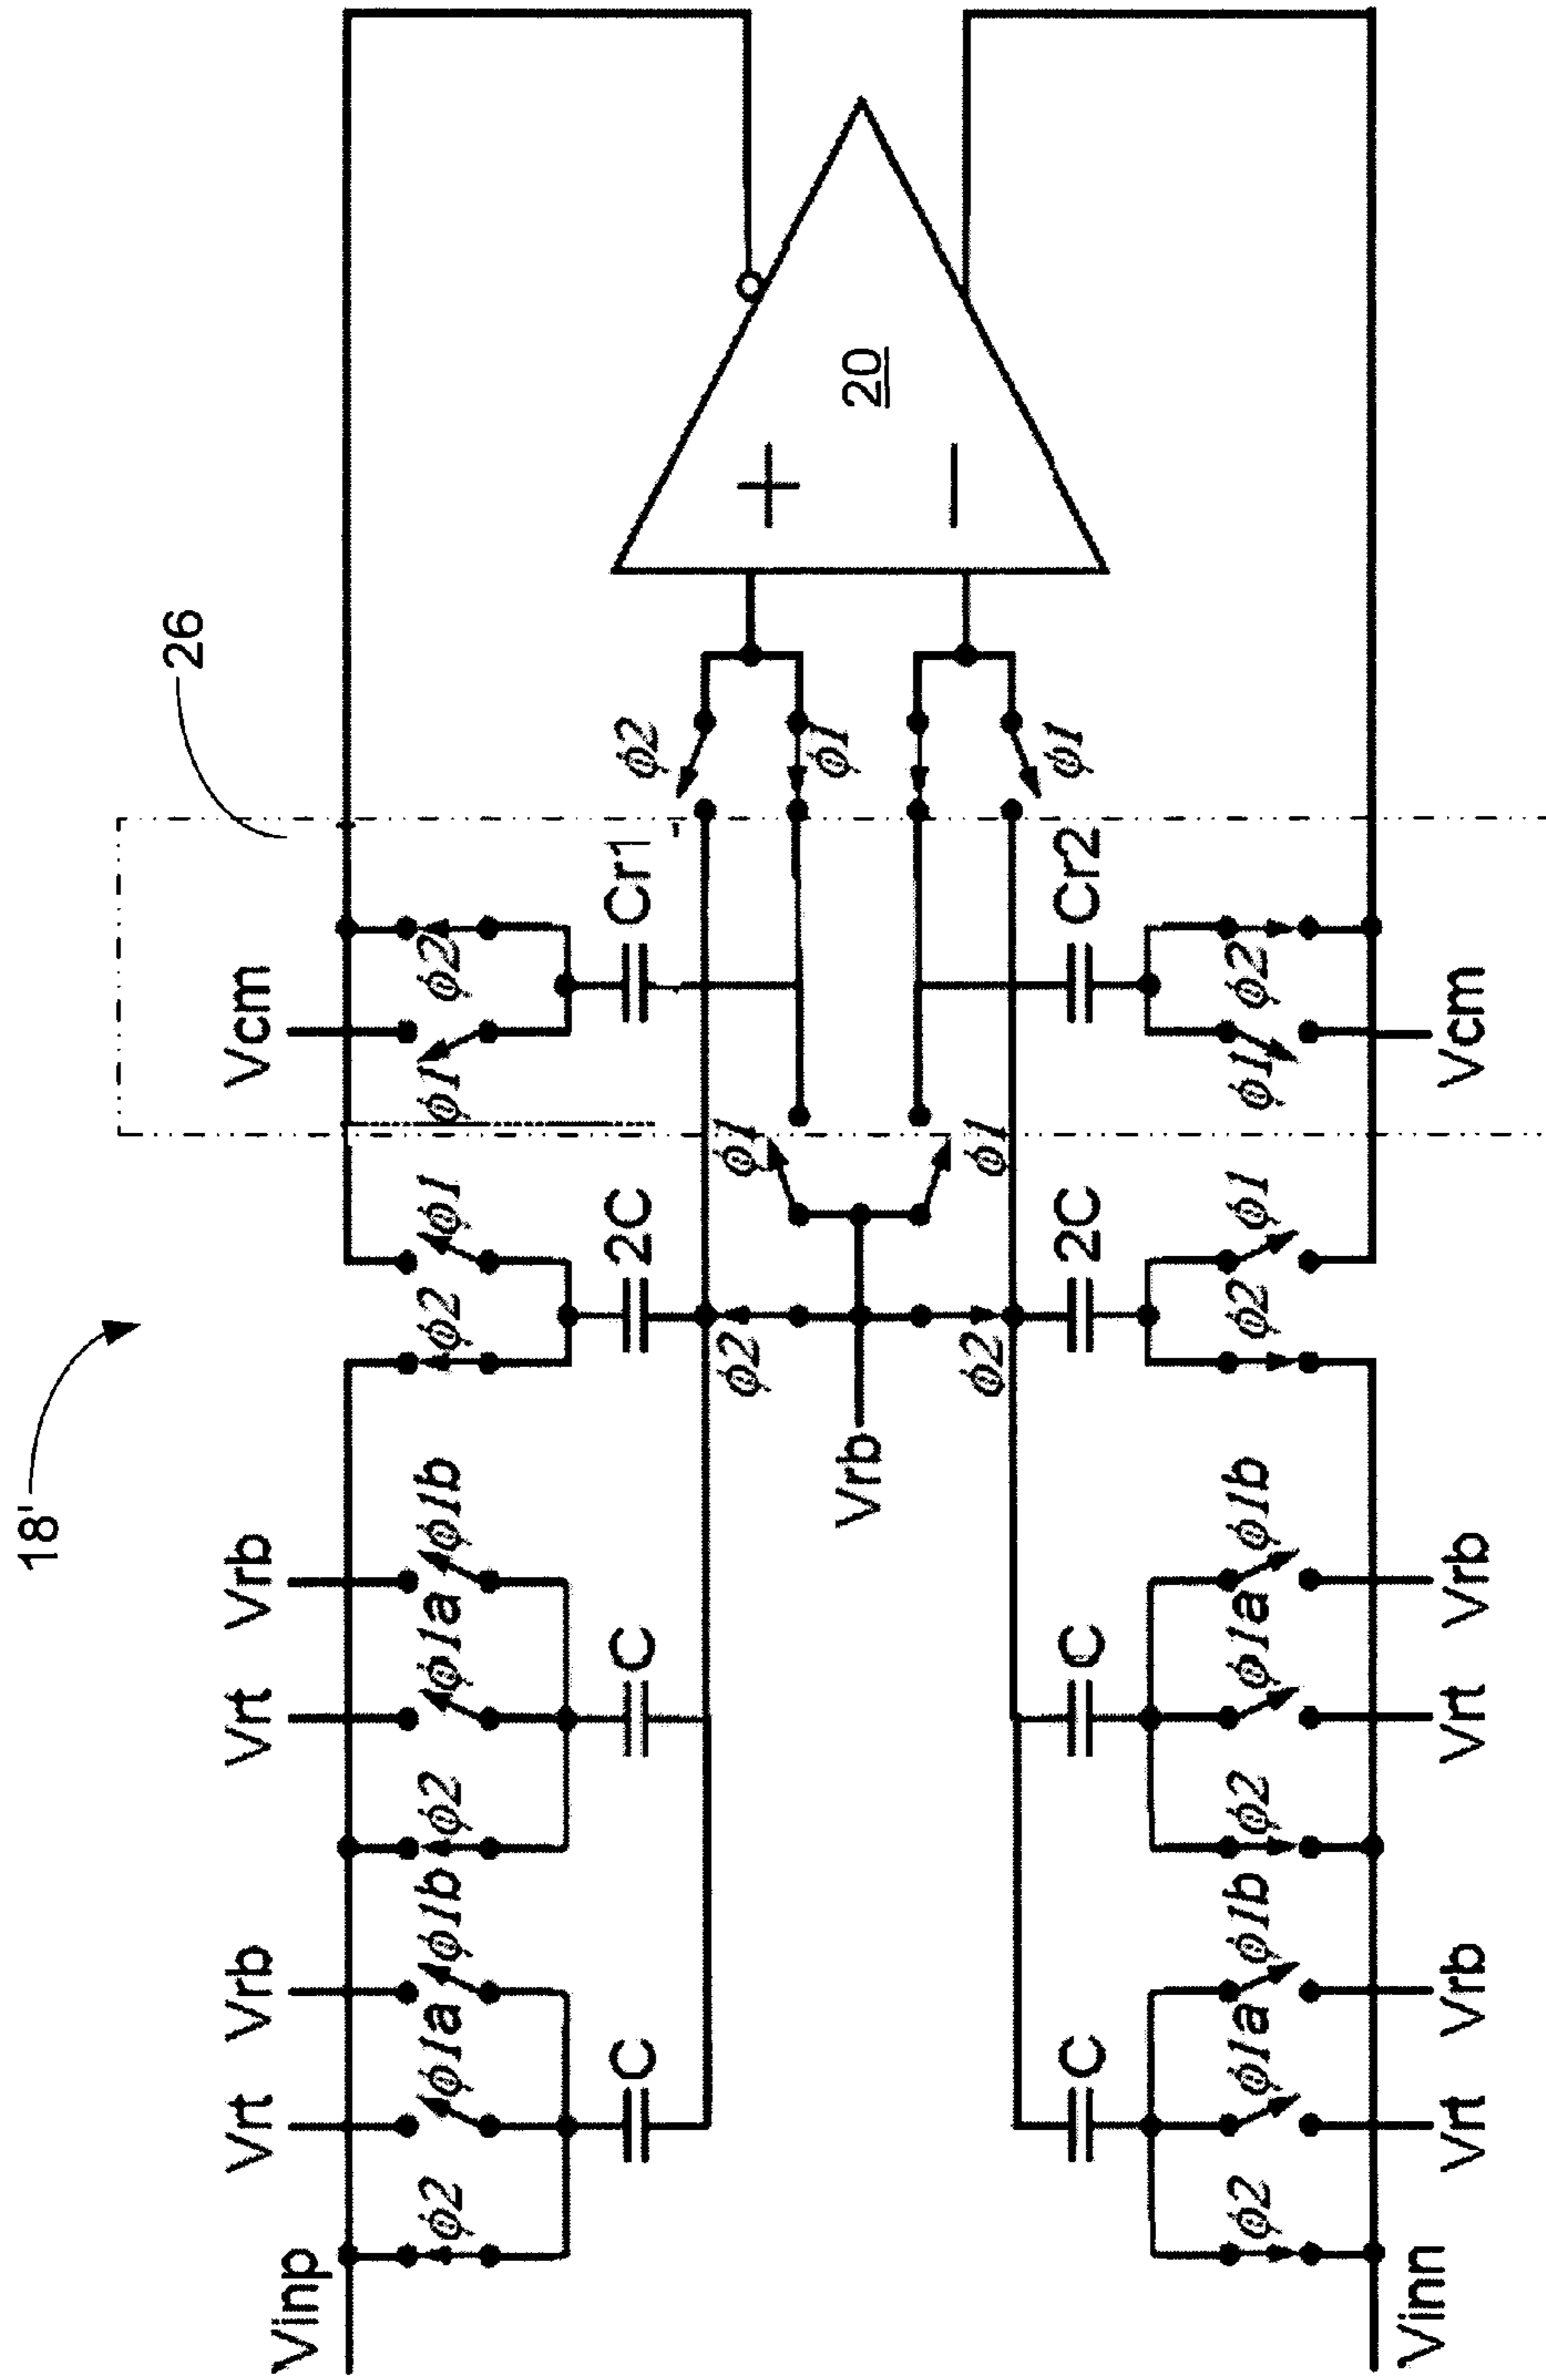 18'
26
Vinp Vrt Vrb Vrt Vrb Vcm
ϕ2 ϕ1a ϕ1b ϕ2 ϕ1a ϕ1b ϕ2 ϕ1 ϕ1 ϕ2
C C 2C Cr1 ϕ2
ϕ2 ϕ1 ϕ1 +
Vrb 20
ϕ2 ϕ1 ϕ1 −
C C 2C Cr2
ϕ2 ϕ1a ϕ1b ϕ2 ϕ1a ϕ1b ϕ2 ϕ1 ϕ1 ϕ2
Vinn Vrt Vrb Vrt Vrb Vcm